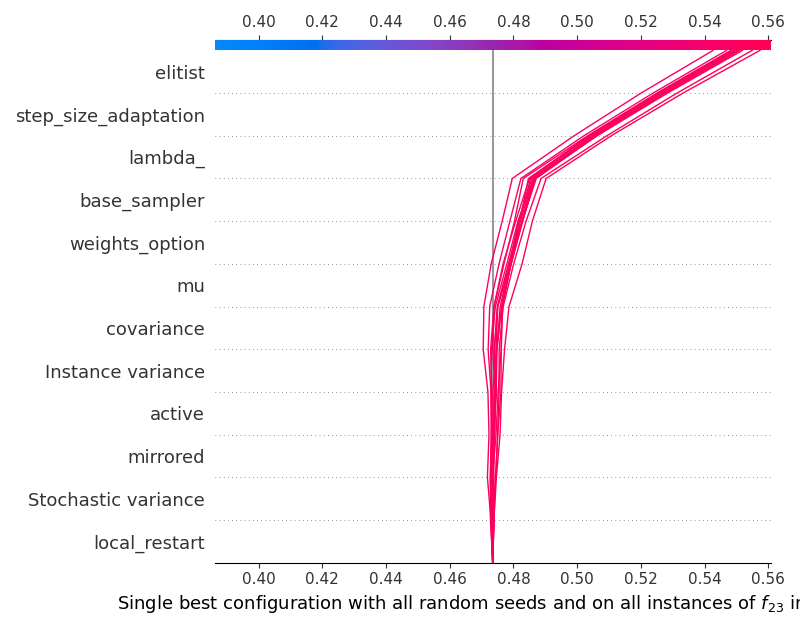 0.40 0.42 0.44 0.46 0.48 0.50 0.52 0.54 0.56
elitist
step_size_adaptation
lambda_
base_sampler
weights_option
mu
covariance
Instance variance
active
mirrored
Stochastic variance
local_restart
0.40 0.42 0.44 0.46 0.48 0.50 0.52 0.54 0.56
Single best configuration with all random seeds and on all instances of f23